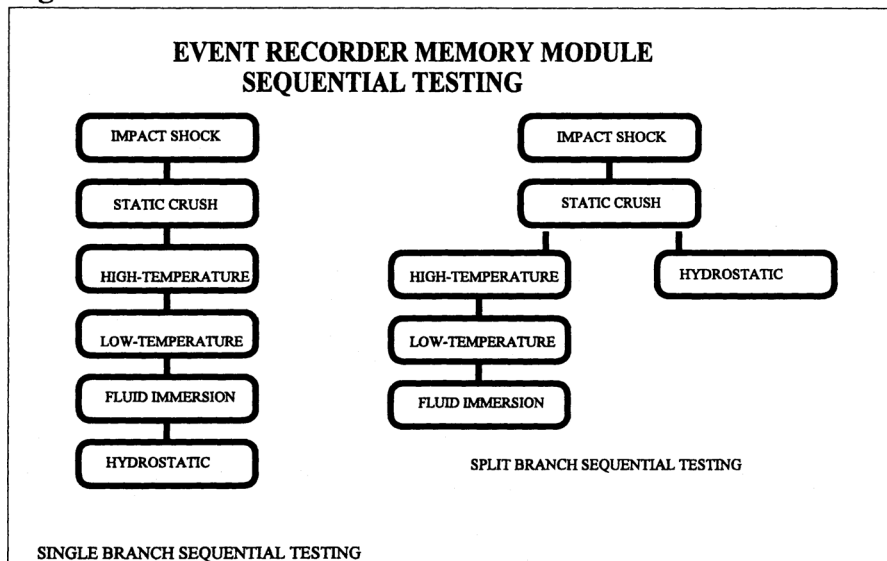 EVENT RECORDER MEMORY MODULE
SEQUENTIAL TESTING
IMPACT SHOCK
STATIC CRUSH
HIGH-TEMPERATURE
LOW-TEMPERATURE
FLUID IMMERSION
HYDROSTATIC
SINGLE BRANCH SEQUENTIAL TESTING
IMPACT SHOCK
STATIC CRUSH
HIGH-TEMPERATURE
HYDROSTATIC
LOW-TEMPERATURE
FLUID IMMERSION
SPLIT BRANCH SEQUENTIAL TESTING